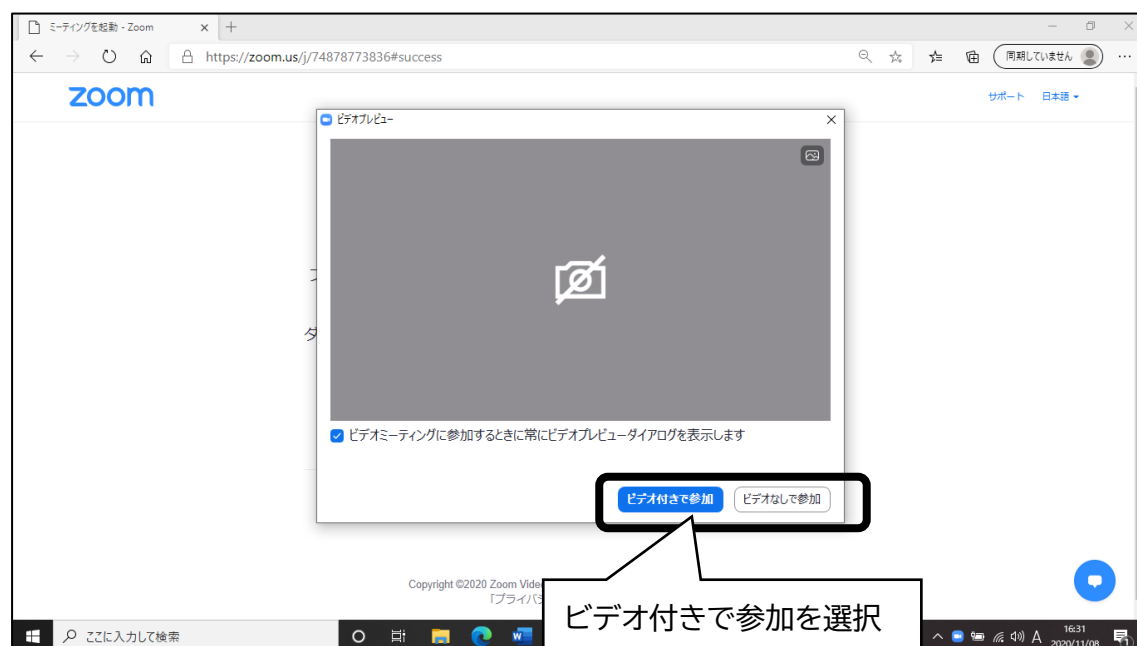 ミーティングを起動 - Zoom
https://zoom.us/j/74878773836#success
同期していません
zoom
サポート 日本語
ビデオプレビュー
ビデオミーティングに参加するときに常にビデオプレビューダイアログを表示します
ビデオ付きで参加 ビデオなしで参加
Copyright ©2020 Zoom
「プライバシ
ビデオ付きで参加を選択
ここに入力して検索
A
16:31
2020/11/08